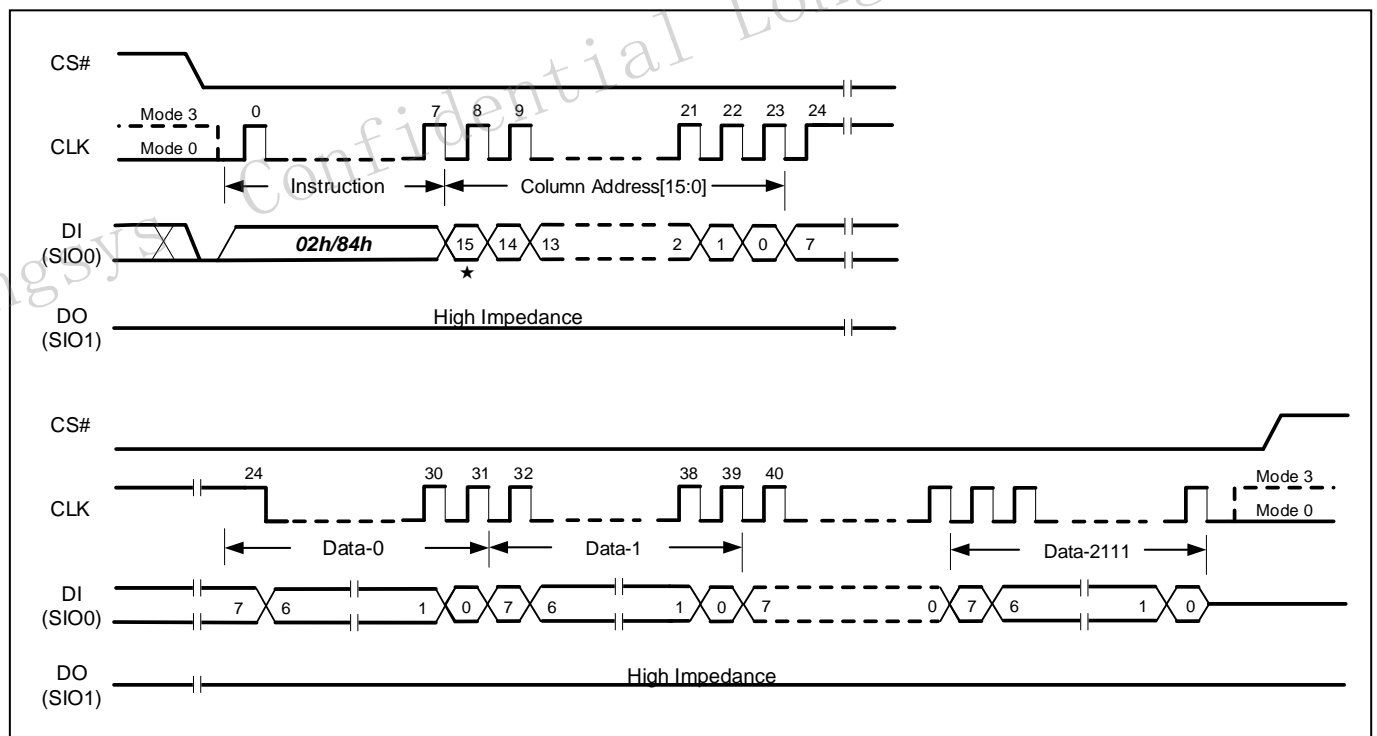 Longsys Confidential Long
CS#
Mode 3 0 7 8 9 21 22 23 24
CLK
Mode 0
Instruction Column Address[15:0]
DI
(SIO0)
02h/84h 15 14 13 2 1 0 7
★
DO
(SIO1)
High Impedance
CS#
24 30 31 32 38 39 40 Mode 3
CLK
Mode 0
Data-0 Data-1 Data-2111
DI
(SIO0)
7 6 1 0 7 6 1 0 7 0 7 6 1 0
DO
(SIO1)
High Impedance